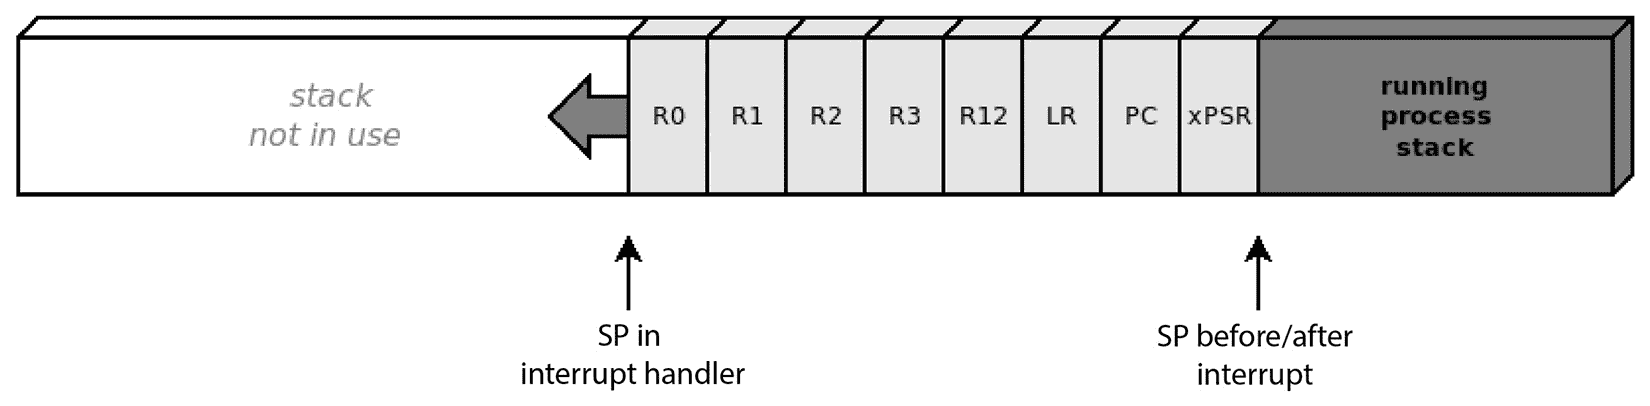 stack
not in use
R0
R1
R2
R3
R12
LR
PC
xPSR
running
process
stack
SP in
interrupt handler
SP before/after
interrupt